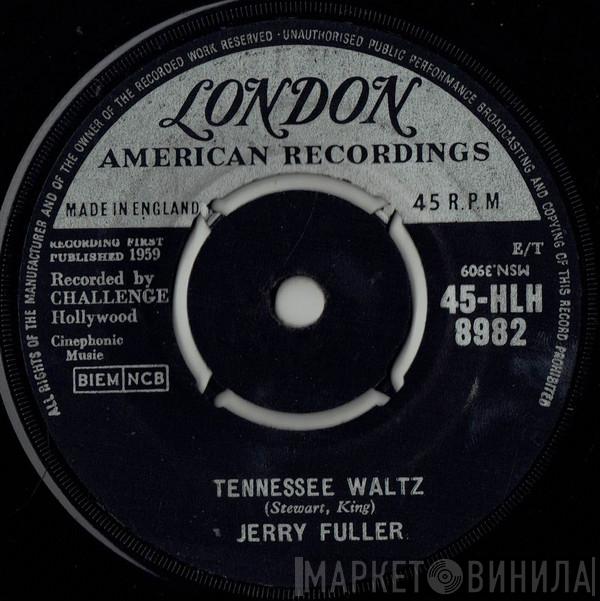 ALL RIGHTS OF THE MANUFACTURER AND OF THE OWNER OF THE RECORDED WORK RESERVED · UNAUTHORISED PUBLIC PERFORMANCE BROADCASTING AND COPYING OF THIS RECORD PROHIBITED
LONDON
AMERICAN RECORDINGS
MADE IN ENGLAND
45 R.P.M
RECORDING FIRST
PUBLISHED 1959
Recorded by
CHALLENGE
Hollywood
Cinephonic
Music
BIEM NCB
E/T
MSN.3909
45-HLH
8982
TENNESSEE WALTZ
(Stewart, King)
JERRY FULLER
МАРКЕТ ВИНИЛА